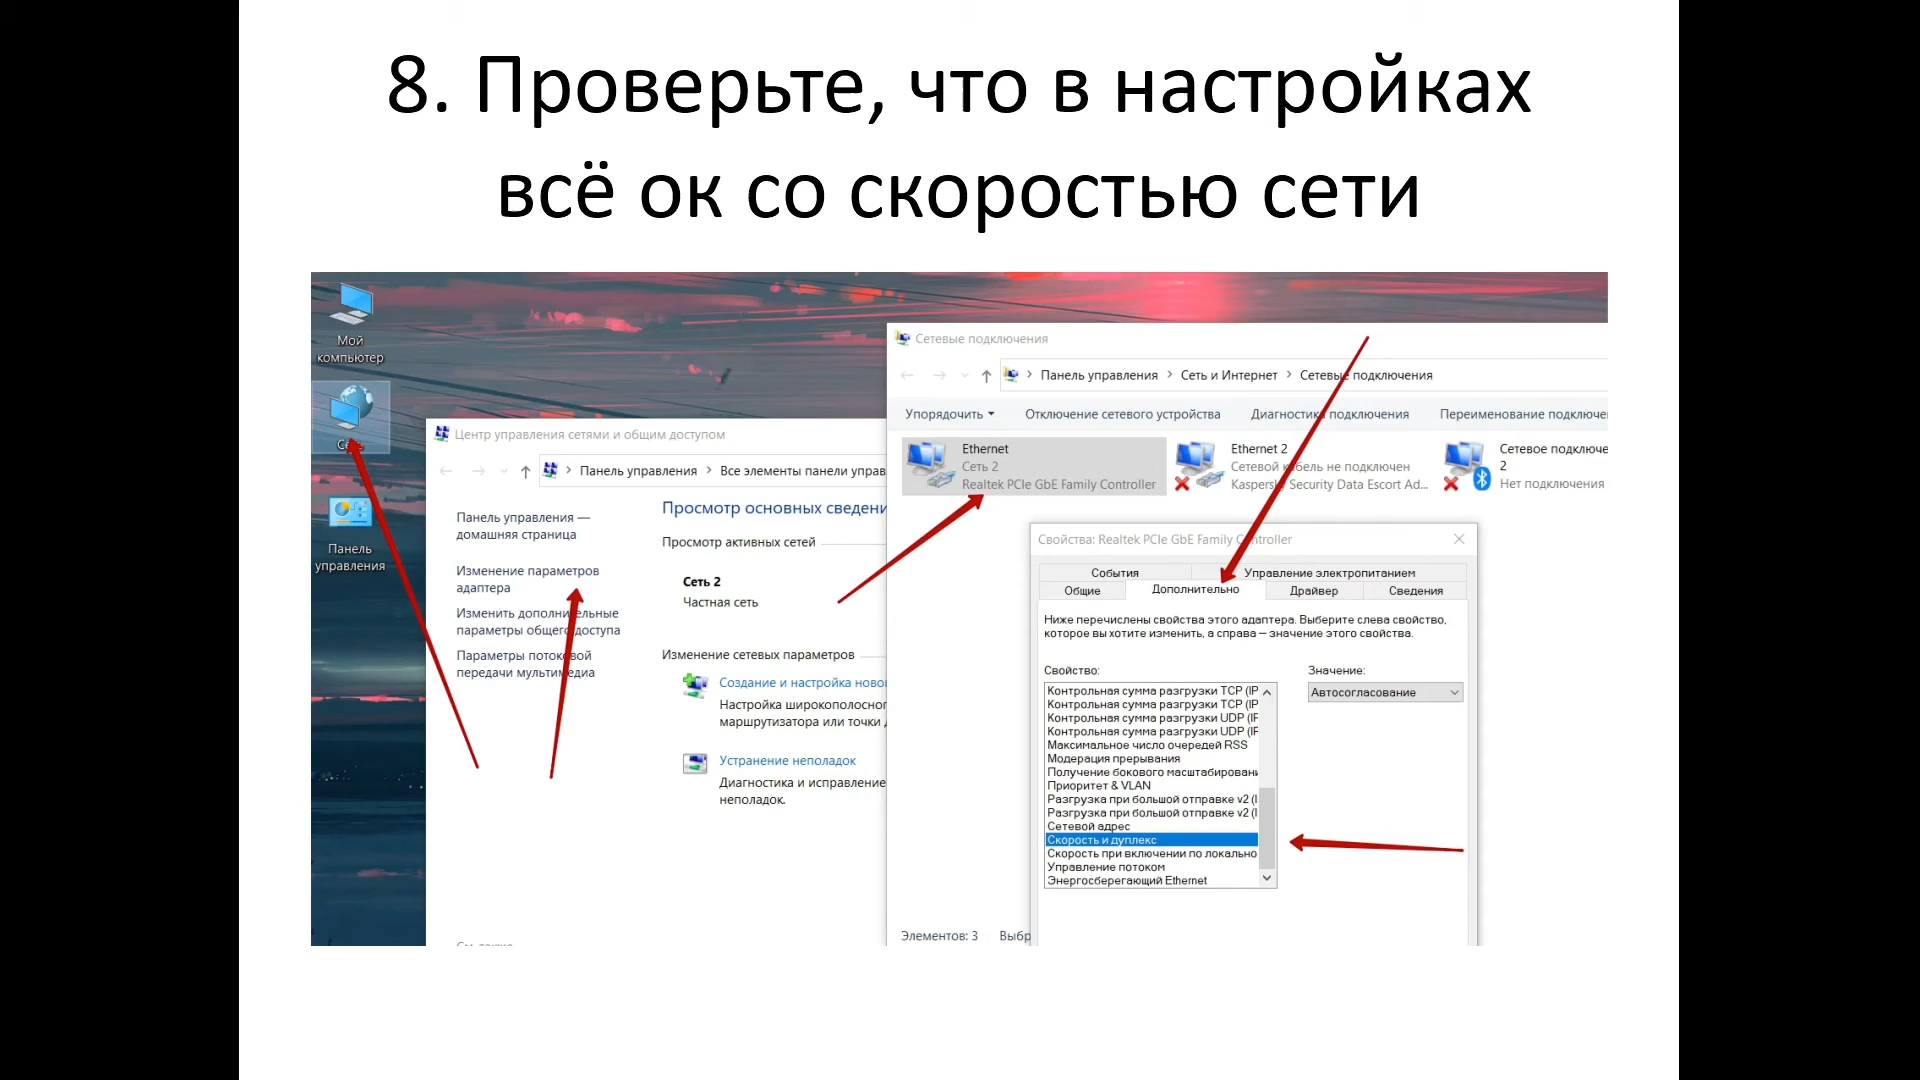 8. Проверьте, что в настройках
всё ок со скоростью сети
Мой
компьютер
Панель
управления
Центр управления сетями и общим доступом
Панель управления
Все элементы панели управ
Панель управления —
домашняя страница
Изменение параметров
адаптера
Изменить дополнительные
параметры общего доступа
Параметры потоковой
передачи мультимедиа
Просмотр основных сведени
Просмотр активных сетей
Сеть 2
Частная сеть
Изменение сетевых параметров
Создание и настройка новог
Настройка широкополосног
маршрутизатора или точки д
Устранение неполадок
Диагностика и исправление
неполадок.
Сетевые подключения
Панель управления
Сеть и Интернет
Сетевые подключения
Упорядочить
Отключение сетевого устройства
Диагностика подключения
Переименование подключе
Ethernet
Сеть 2
Realtek PCIe GbE Family Controller
Ethernet 2
Сетевой кабель не подключен
Kaspersky Security Data Escort Ad...
Сетевое подключе
2
Нет подключения
Элементов: 3
Выбр
Свойства: Realtek PCIe GbE Family Controller
События
Управление электропитанием
Общие
Дополнительно
Драйвер
Сведения
Ниже перечислены свойства этого адаптера. Выберите слева свойство,
которое вы хотите изменить, а справа – значение этого свойства.
Свойство:
Значение:
Автосогласование
Контрольная сумма разгрузки TCP (IP
Контрольная сумма разгрузки TCP (IP
Контрольная сумма разгрузки UDP (IF
Контрольная сумма разгрузки UDP (IF
Максимальное число очередей RSS
Модерация прерывания
Получение бокового масштабировани
Приоритет & VLAN
Разгрузка при большой отправке v2 (I
Разгрузка при большой отправке v2 (I
Сетевой адрес
Скорость и дуплекс
Скорость при включении по локально
Управление потоком
Энергосберегающий Ethernet